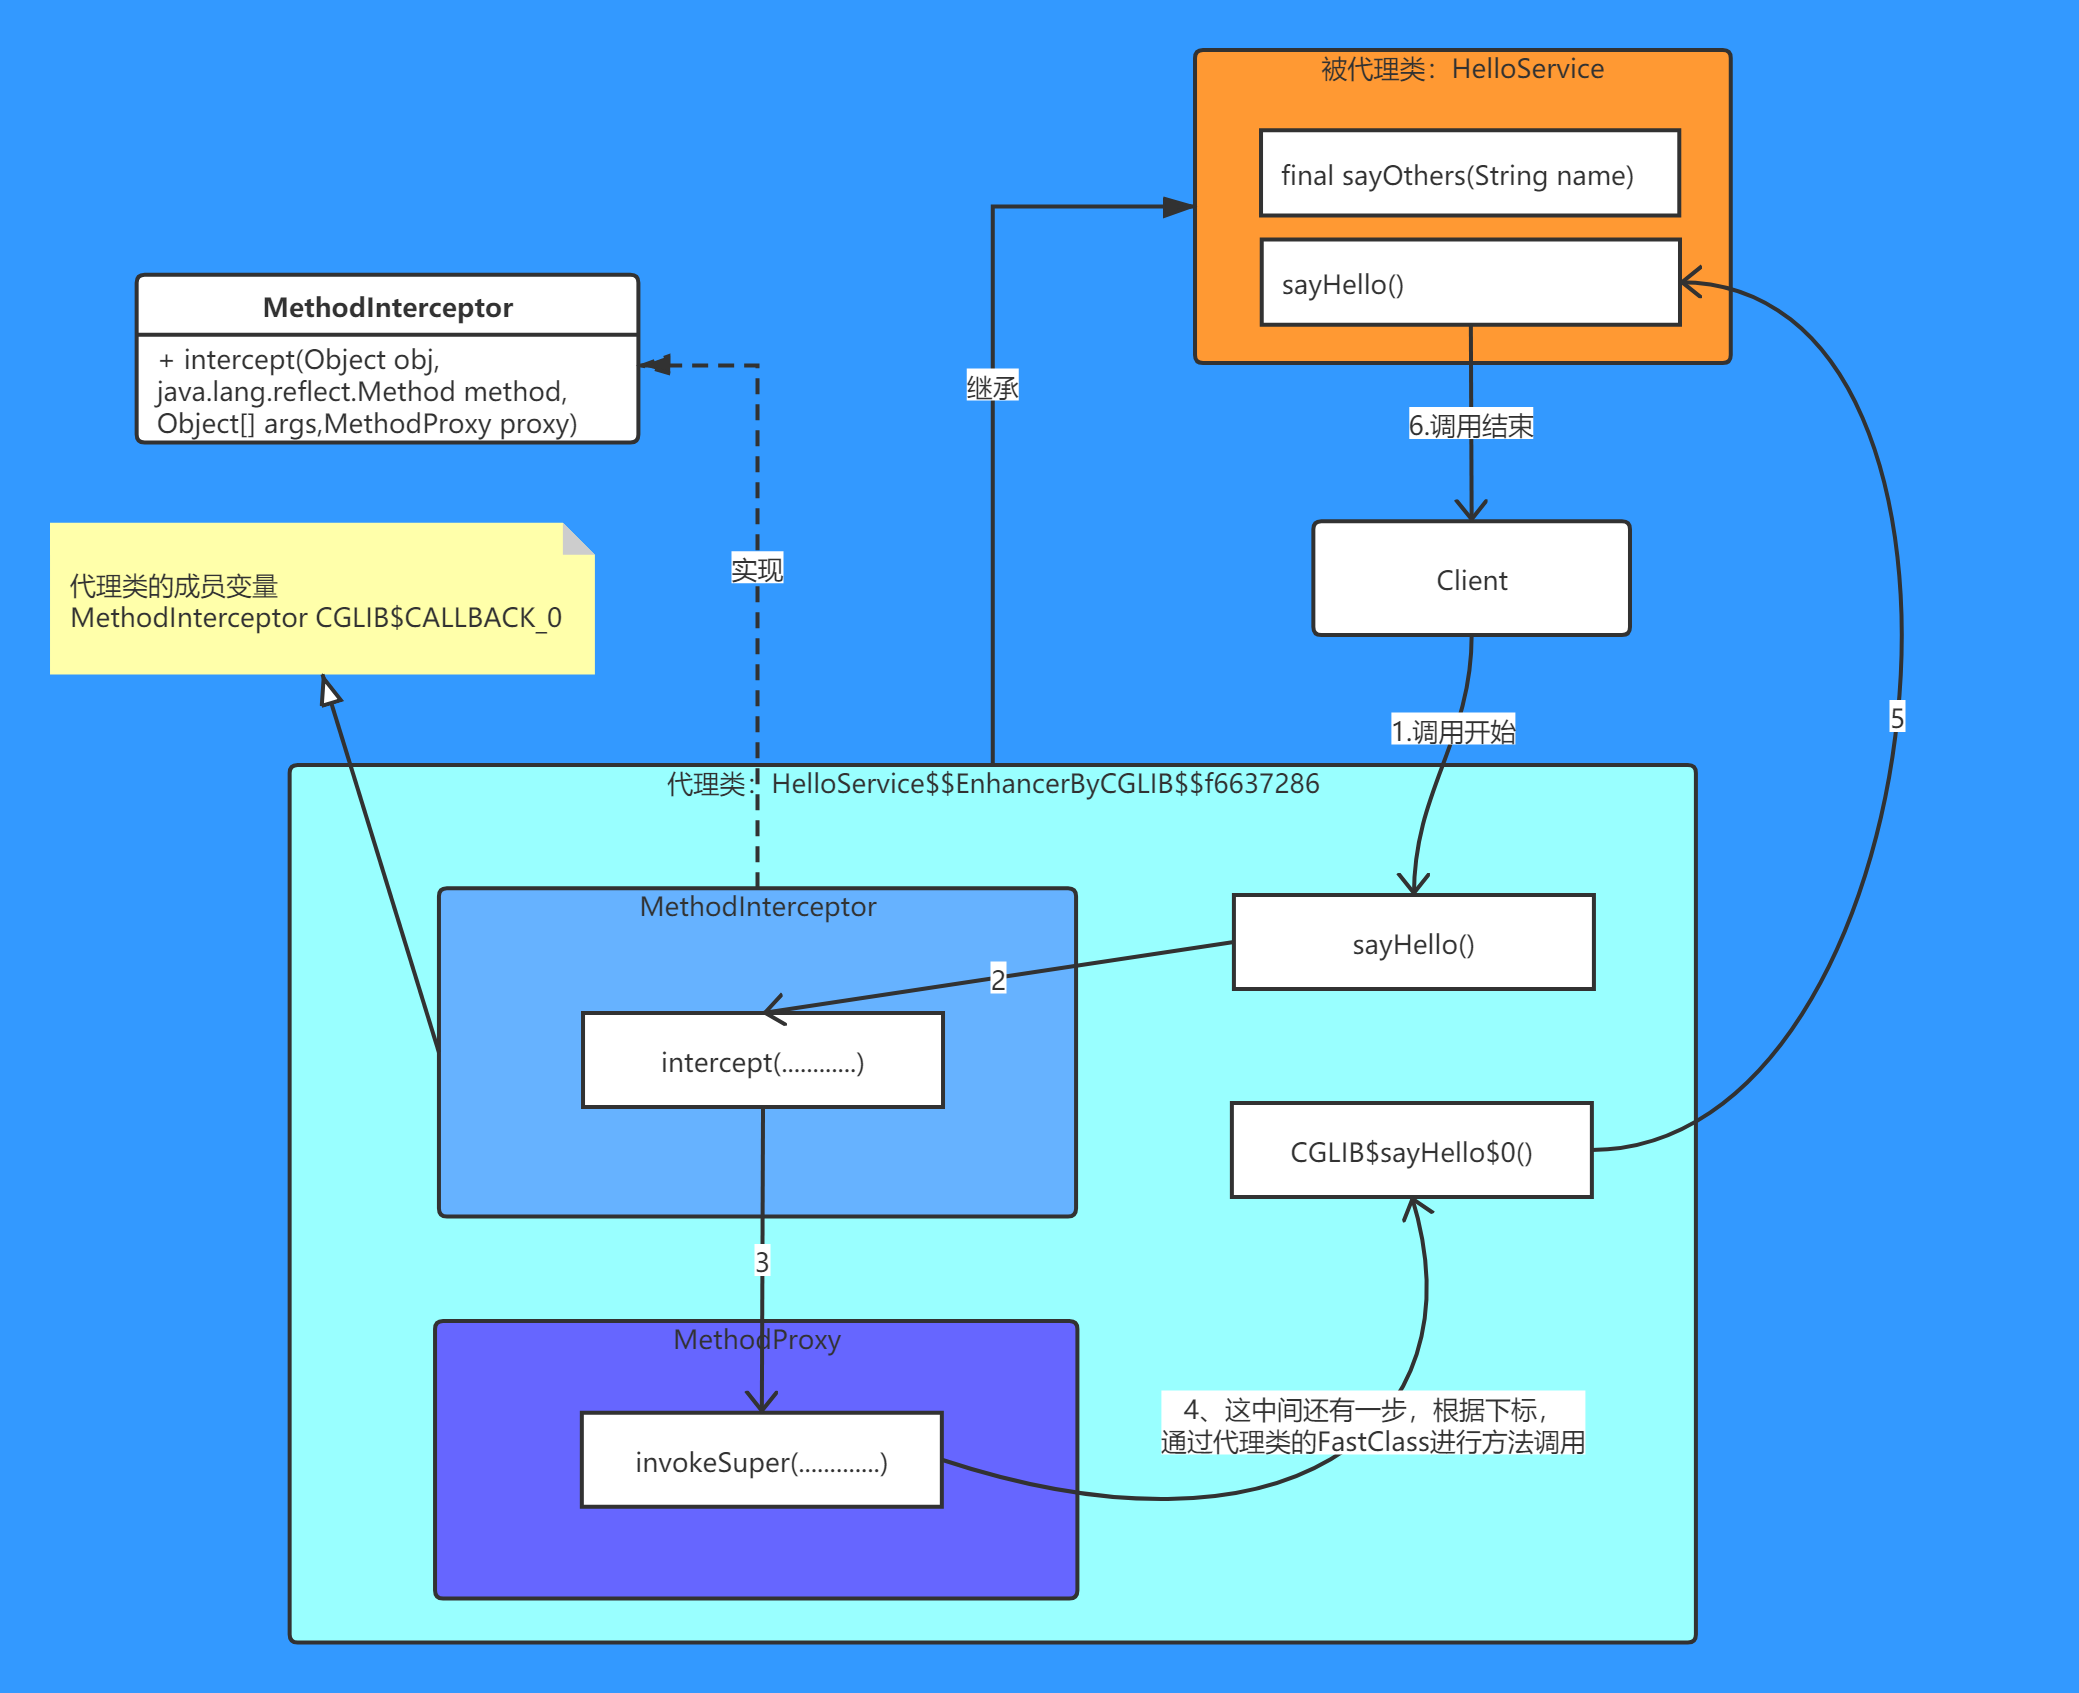 被代理类：HelloService
final sayOthers(String name)
sayHello()
MethodInterceptor
+ intercept(Object obj,
java.lang.reflect.Method method,
Object[] args,MethodProxy proxy)
继承
6.调用结束
实现
代理类的成员变量
MethodInterceptor CGLIB$CALLBACK_0
Client
1.调用开始
5
代理类：HelloService$$EnhancerByCGLIB$$f6637286
MethodInterceptor
sayHello()
2
intercept(............)
CGLIB$sayHello$0()
3
MethodProxy
4、这中间还有一步，根据下标，
通过代理类的FastClass进行方法调用
invokeSuper(.............)